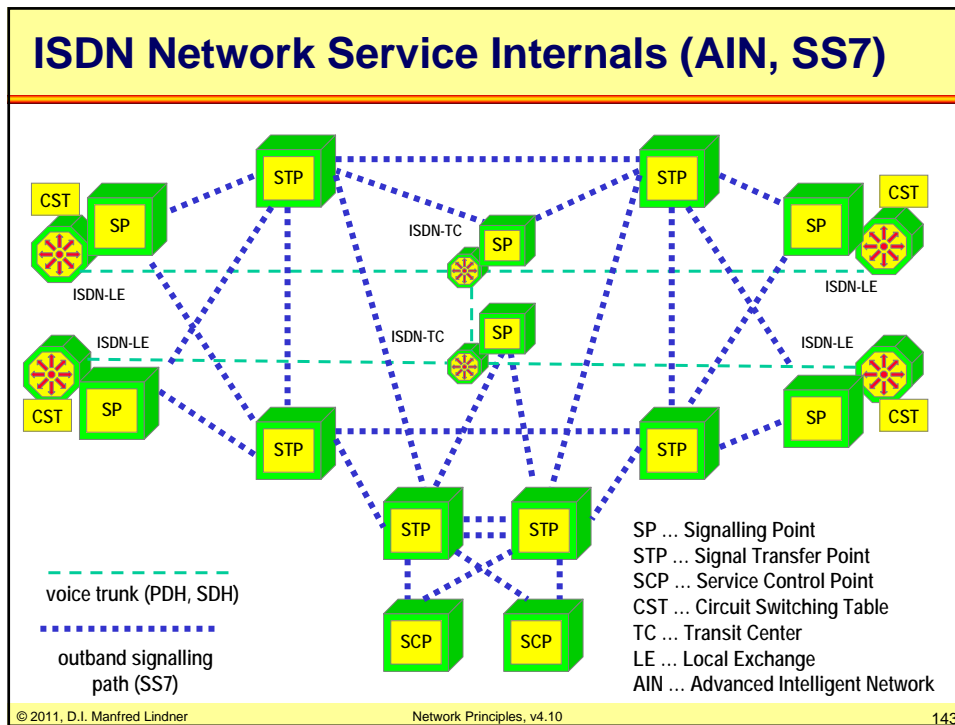 ISDN Network Service Internals (AIN, SS7)
STP
STP
CST
CST
SP
SP
ISDN-TC
SP
ISDN-LE
ISDN-LE
ISDN-LE
ISDN-TC
SP
ISDN-LE
CST
SP
SP
CST
STP
STP
STP
STP
SCP
SCP
voice trunk (PDH, SDH)
outband signalling
path (SS7)
SP ... Signalling Point
STP ... Signal Transfer Point
SCP ... Service Control Point
CST ... Circuit Switching Table
TC ... Transit Center
LE ... Local Exchange
AIN ... Advanced Intelligent Network
© 2011, D.I. Manfred Lindner
Network Principles, v4.10
143